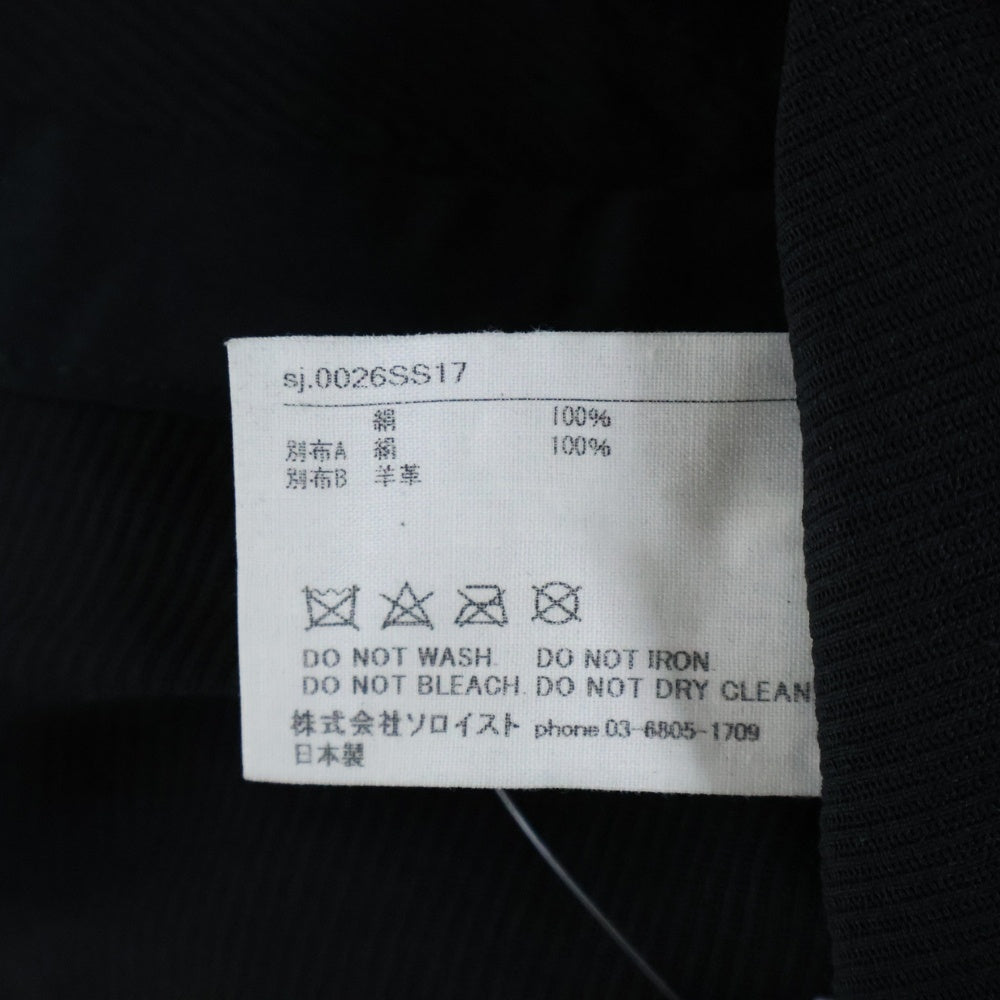 sj.0026SS17
絹 100%
別布A 絹 100%
別布B 羊革
DO NOT WASH. DO NOT IRON.
DO NOT BLEACH. DO NOT DRY CLEAN
株式会社ソロイスト phone.03-6805-1709
日本製